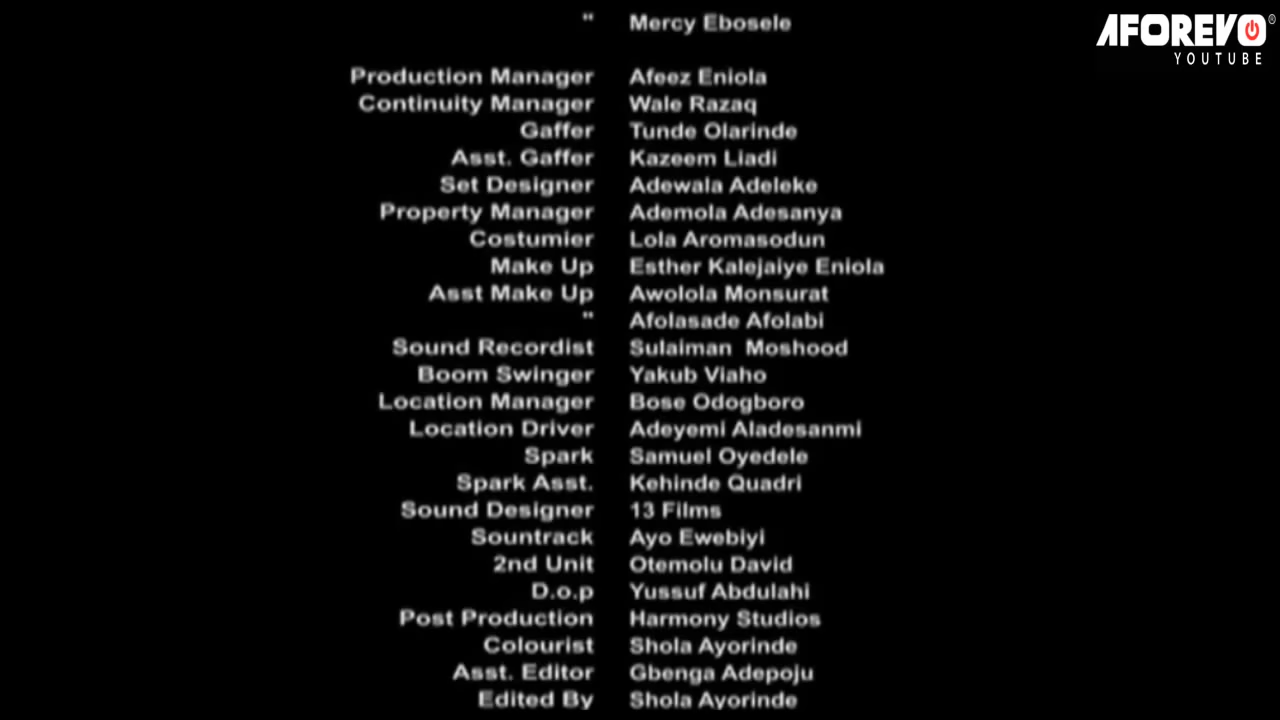 " Mercy Ebosele
AFOREVO®
YOUTUBE
Production Manager Afeez Eniola
Continuity Manager Wale Razaq
Gaffer Tunde Olarinde
Asst. Gaffer Kazeem Liadi
Set Designer Adewala Adeleke
Property Manager Ademola Adesanya
Costumier Lola Aromasodun
Make Up Esther Kalejaiye Eniola
Asst Make Up Awolola Monsurat
" Afolasade Afolabi
Sound Recordist Sulaiman Moshood
Boom Swinger Yakub Viaho
Location Manager Bose Odogboro
Location Driver Adeyemi Aladesanmi
Spark Samuel Oyedele
Spark Asst. Kehinde Quadri
Sound Designer 13 Films
Sountrack Ayo Ewebiyi
2nd Unit Otemolu David
D.o.p Yussuf Abdulahi
Post Production Harmony Studios
Colourist Shola Ayorinde
Asst. Editor Gbenga Adepoju
Edited By Shola Ayorinde